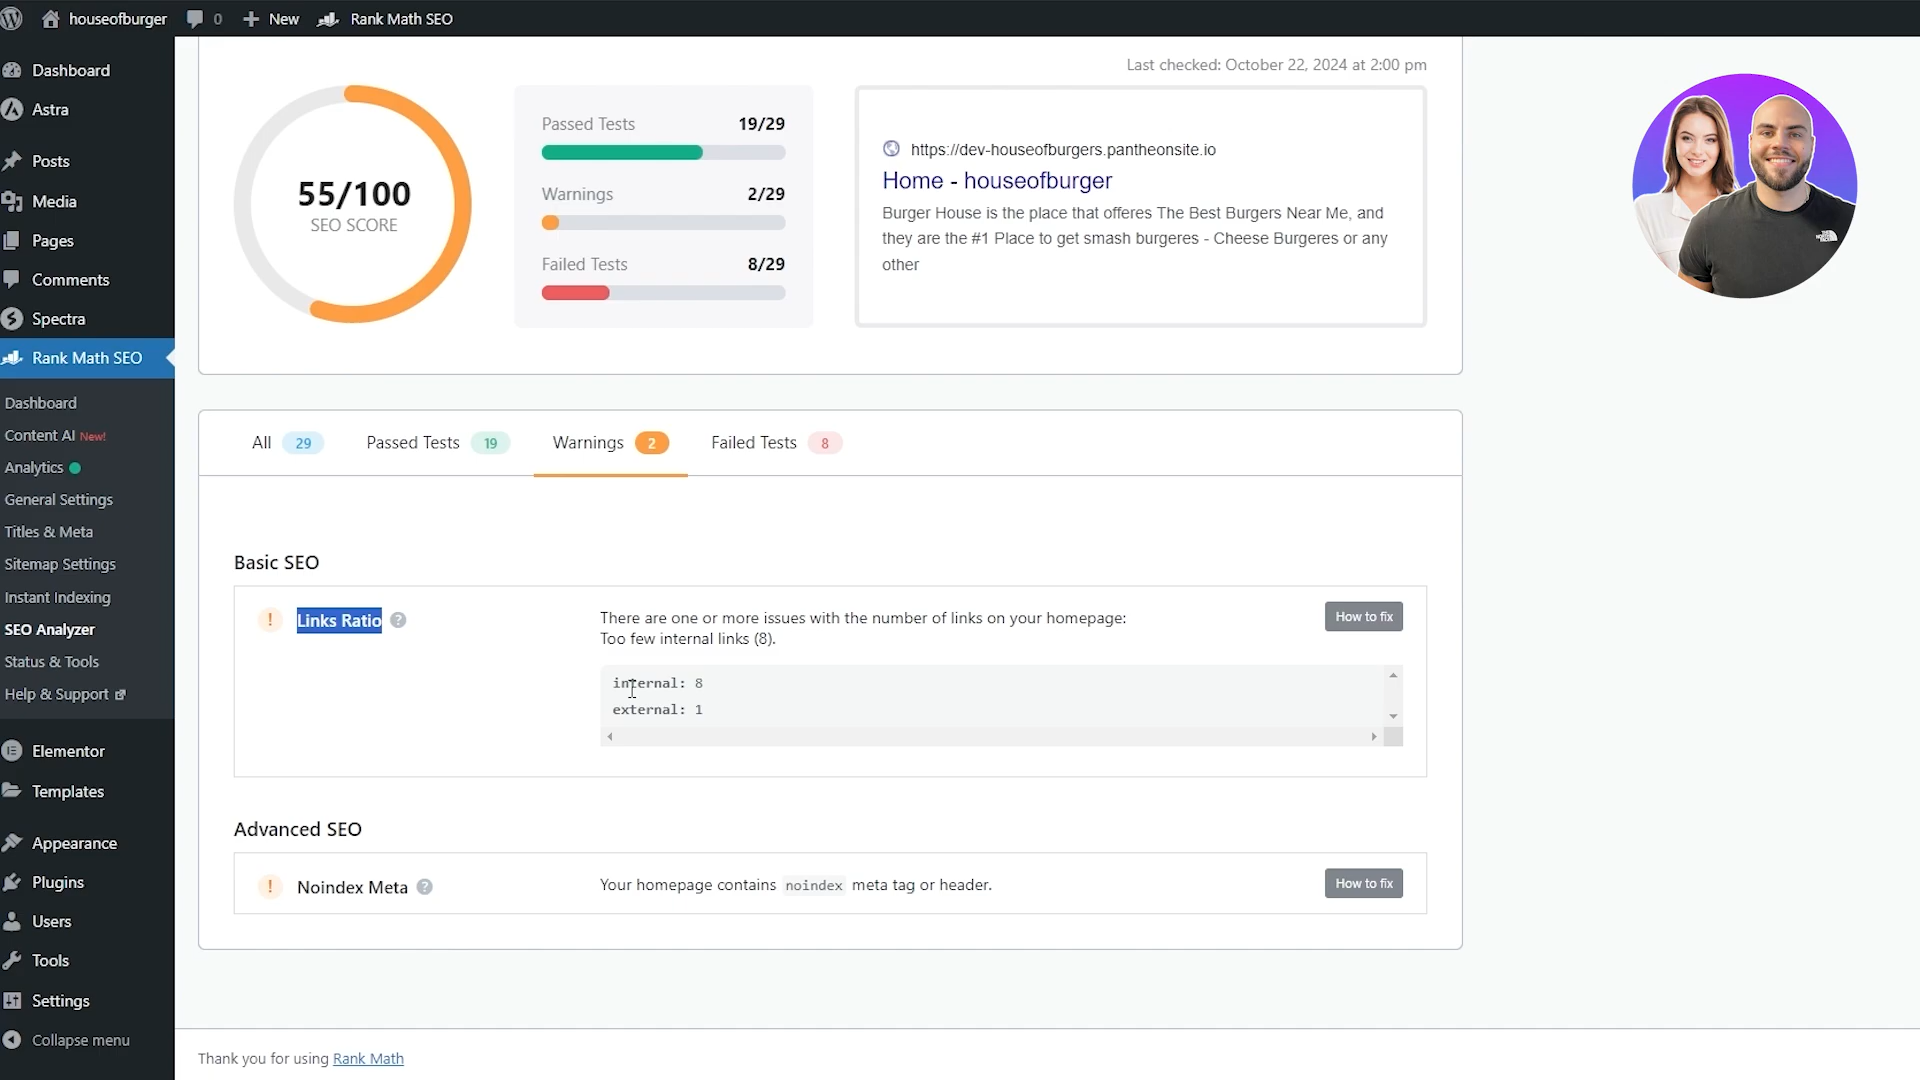 houseofburger 0 New Rank Math SEO
Dashboard
Astra
Posts
Media
Pages
Comments
Spectra
Rank Math SEO
Dashboard
Content AI New!
Analytics
General Settings
Titles & Meta
Sitemap Settings
Instant Indexing
SEO Analyzer
Status & Tools
Help & Support
Elementor
Templates
Appearance
Plugins
Users
Tools
Settings
Collapse menu
Last checked: October 22, 2024 at 2:00 pm
55/100
SEO SCORE
Passed Tests 19/29
Warnings 2/29
Failed Tests 8/29
https://dev-houseofburgers.pantheonsite.io
Home - houseofburger
Burger House is the place that offeres The Best Burgers Near Me, and
they are the #1 Place to get smash burgeres - Cheese Burgeres or any
other
All 29 Passed Tests 19 Warnings 2 Failed Tests 8
Basic SEO
! Links Ratio ?
There are one or more issues with the number of links on your homepage:
Too few internal links (8).
How to fix
internal: 8
external: 1
Advanced SEO
! Noindex Meta ?
Your homepage contains noindex meta tag or header.
How to fix
Thank you for using Rank Math